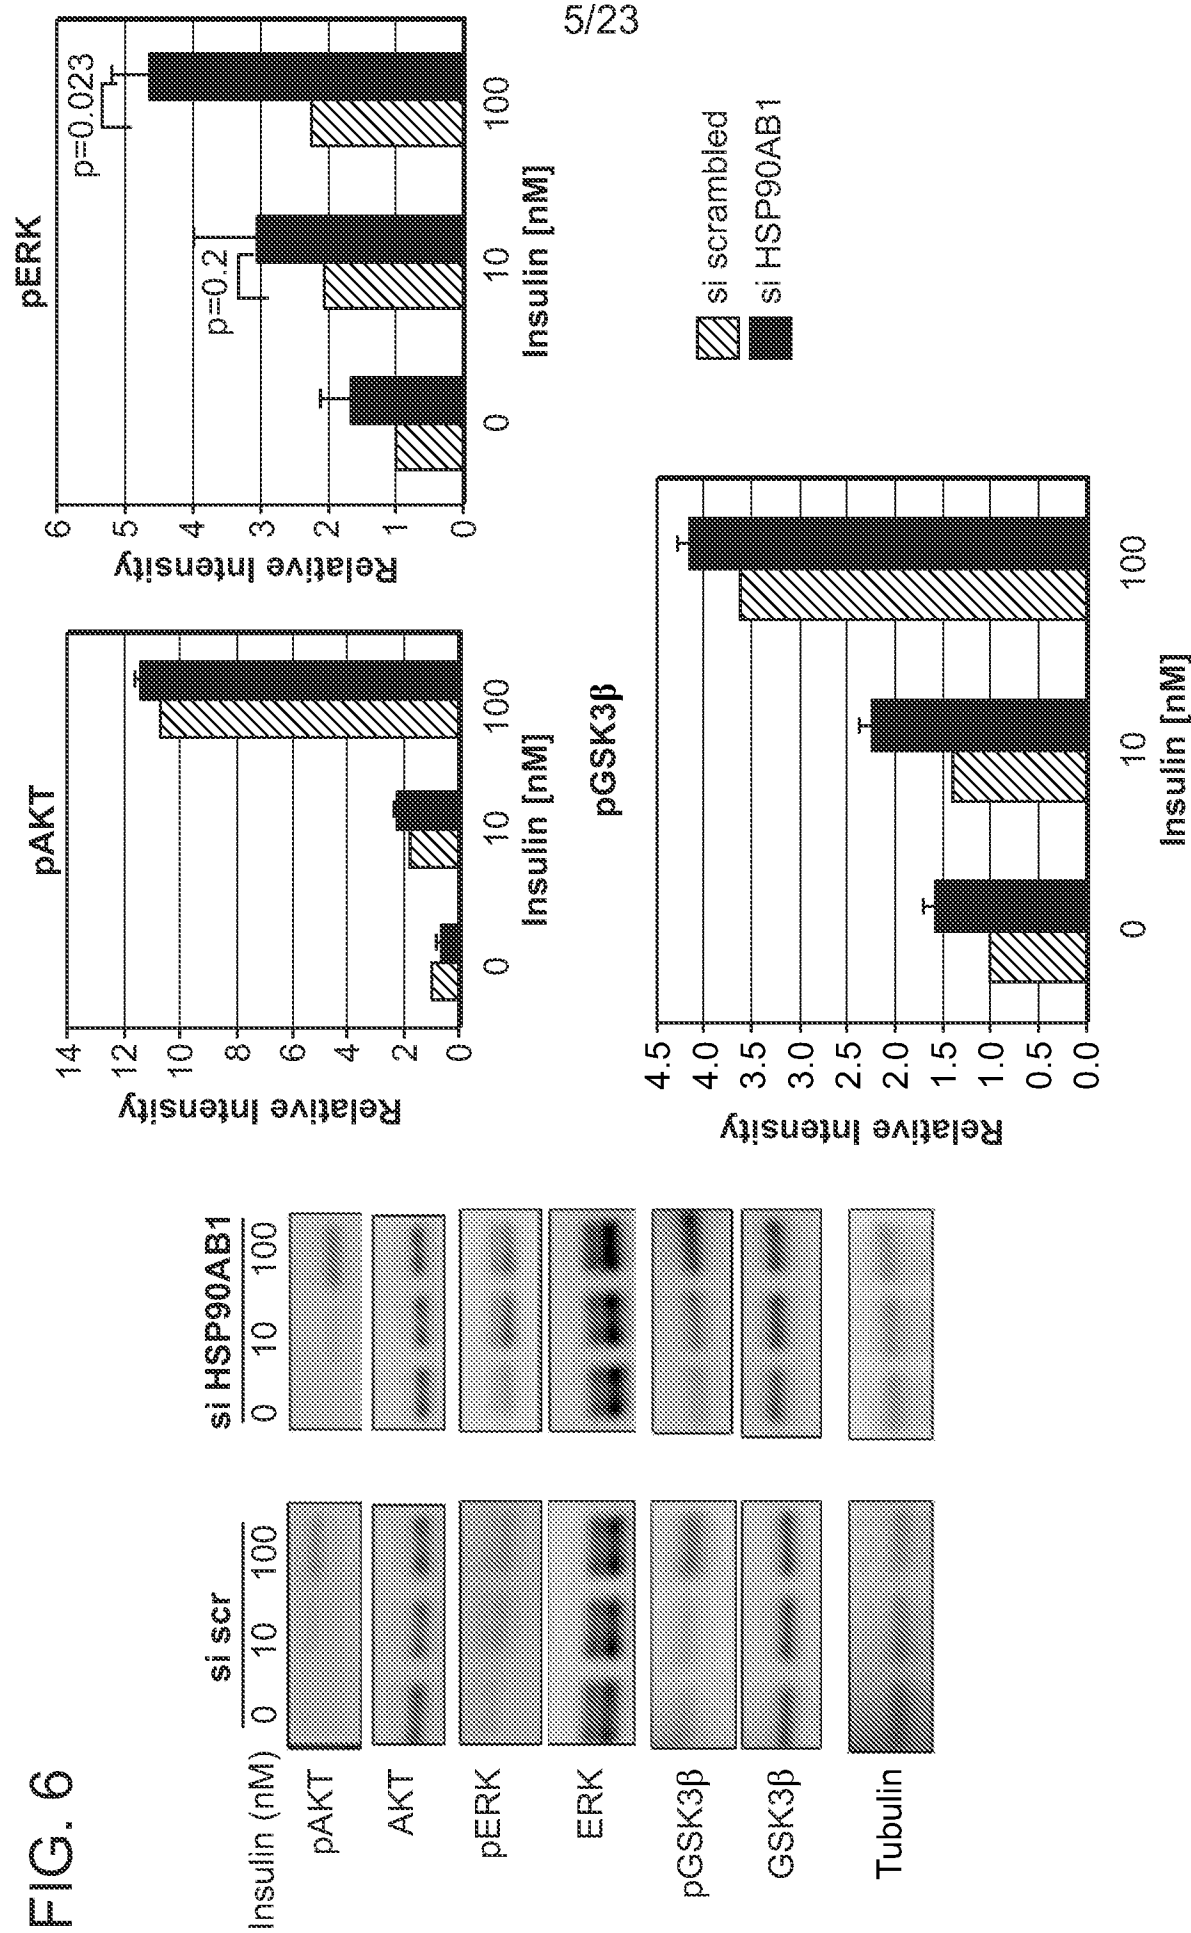 5/23
FIG. 6
si scr
si HSP90AB1
Insulin (nM) 0 10 100 0 10 100
pAKT
AKT
pERK
ERK
pGSK3β
GSK3β
Tubulin
pAKT
Relative Intensity
14
12
10
8
6
4
2
0
0 10 100
Insulin [nM]
pERK
Relative Intensity
6
5
4
3
2
1
0
p=0.2
p=0.023
0 10 100
Insulin [nM]
pGSK3β
Relative Intensity
4.5
4.0
3.5
3.0
2.5
2.0
1.5
1.0
0.5
0.0
0 10 100
Insulin [nM]
si scrambled
si HSP90AB1